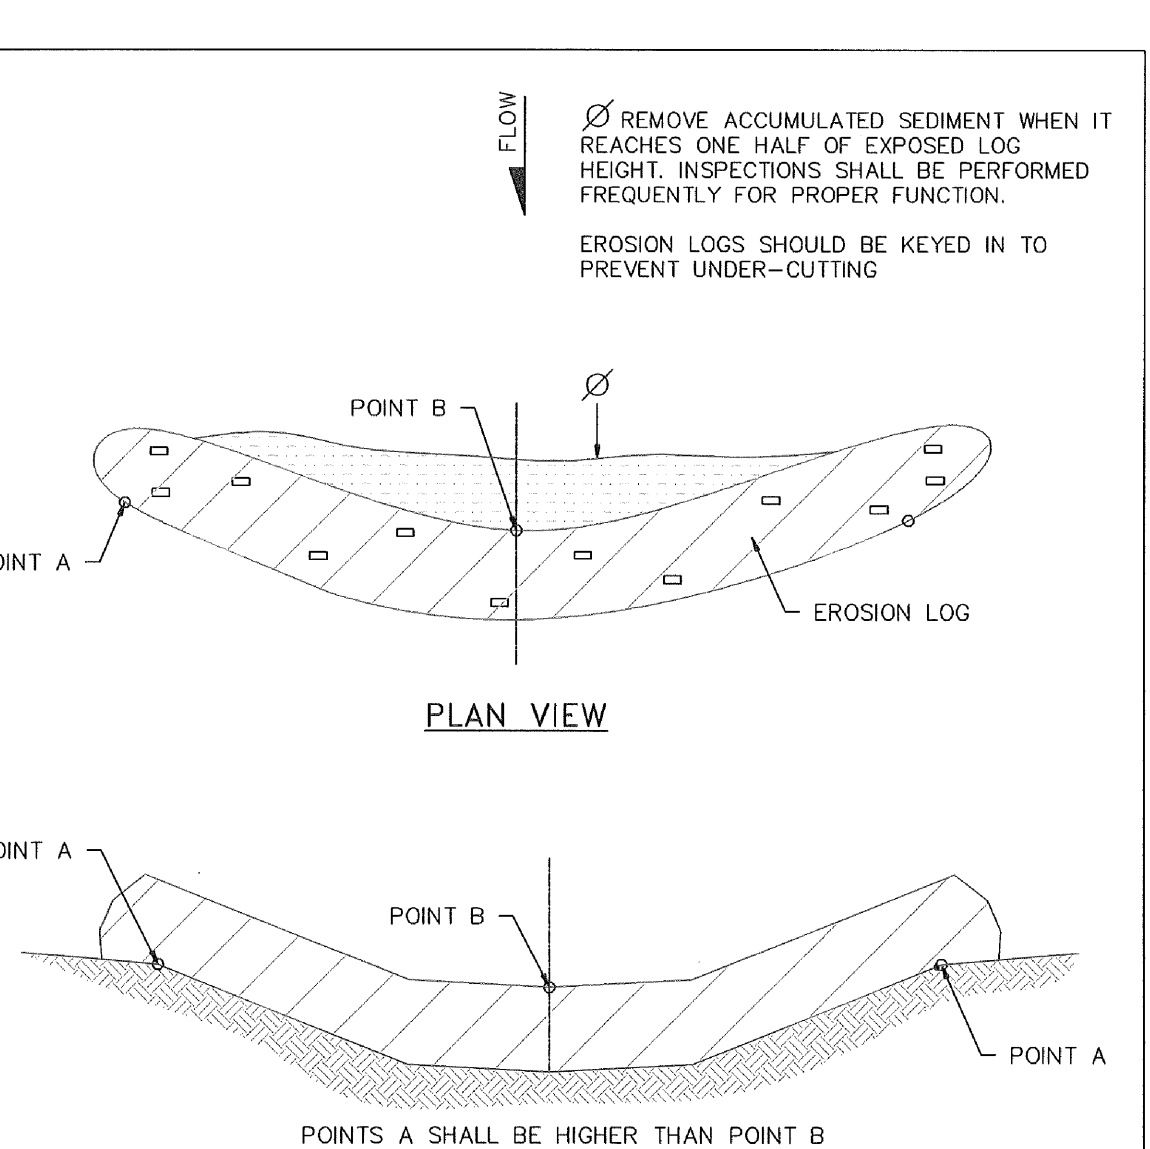 FLOW
Ø REMOVE ACCUMULATED SEDIMENT WHEN IT
REACHES ONE HALF OF EXPOSED LOG
HEIGHT. INSPECTIONS SHALL BE PERFORMED
FREQUENTLY FOR PROPER FUNCTION.
EROSION LOGS SHOULD BE KEYED IN TO
PREVENT UNDER-CUTTING
Ø
POINT B
OINT A
EROSION LOG
PLAN VIEW
OINT A
POINT B
POINT A
POINTS A SHALL BE HIGHER THAN POINT B